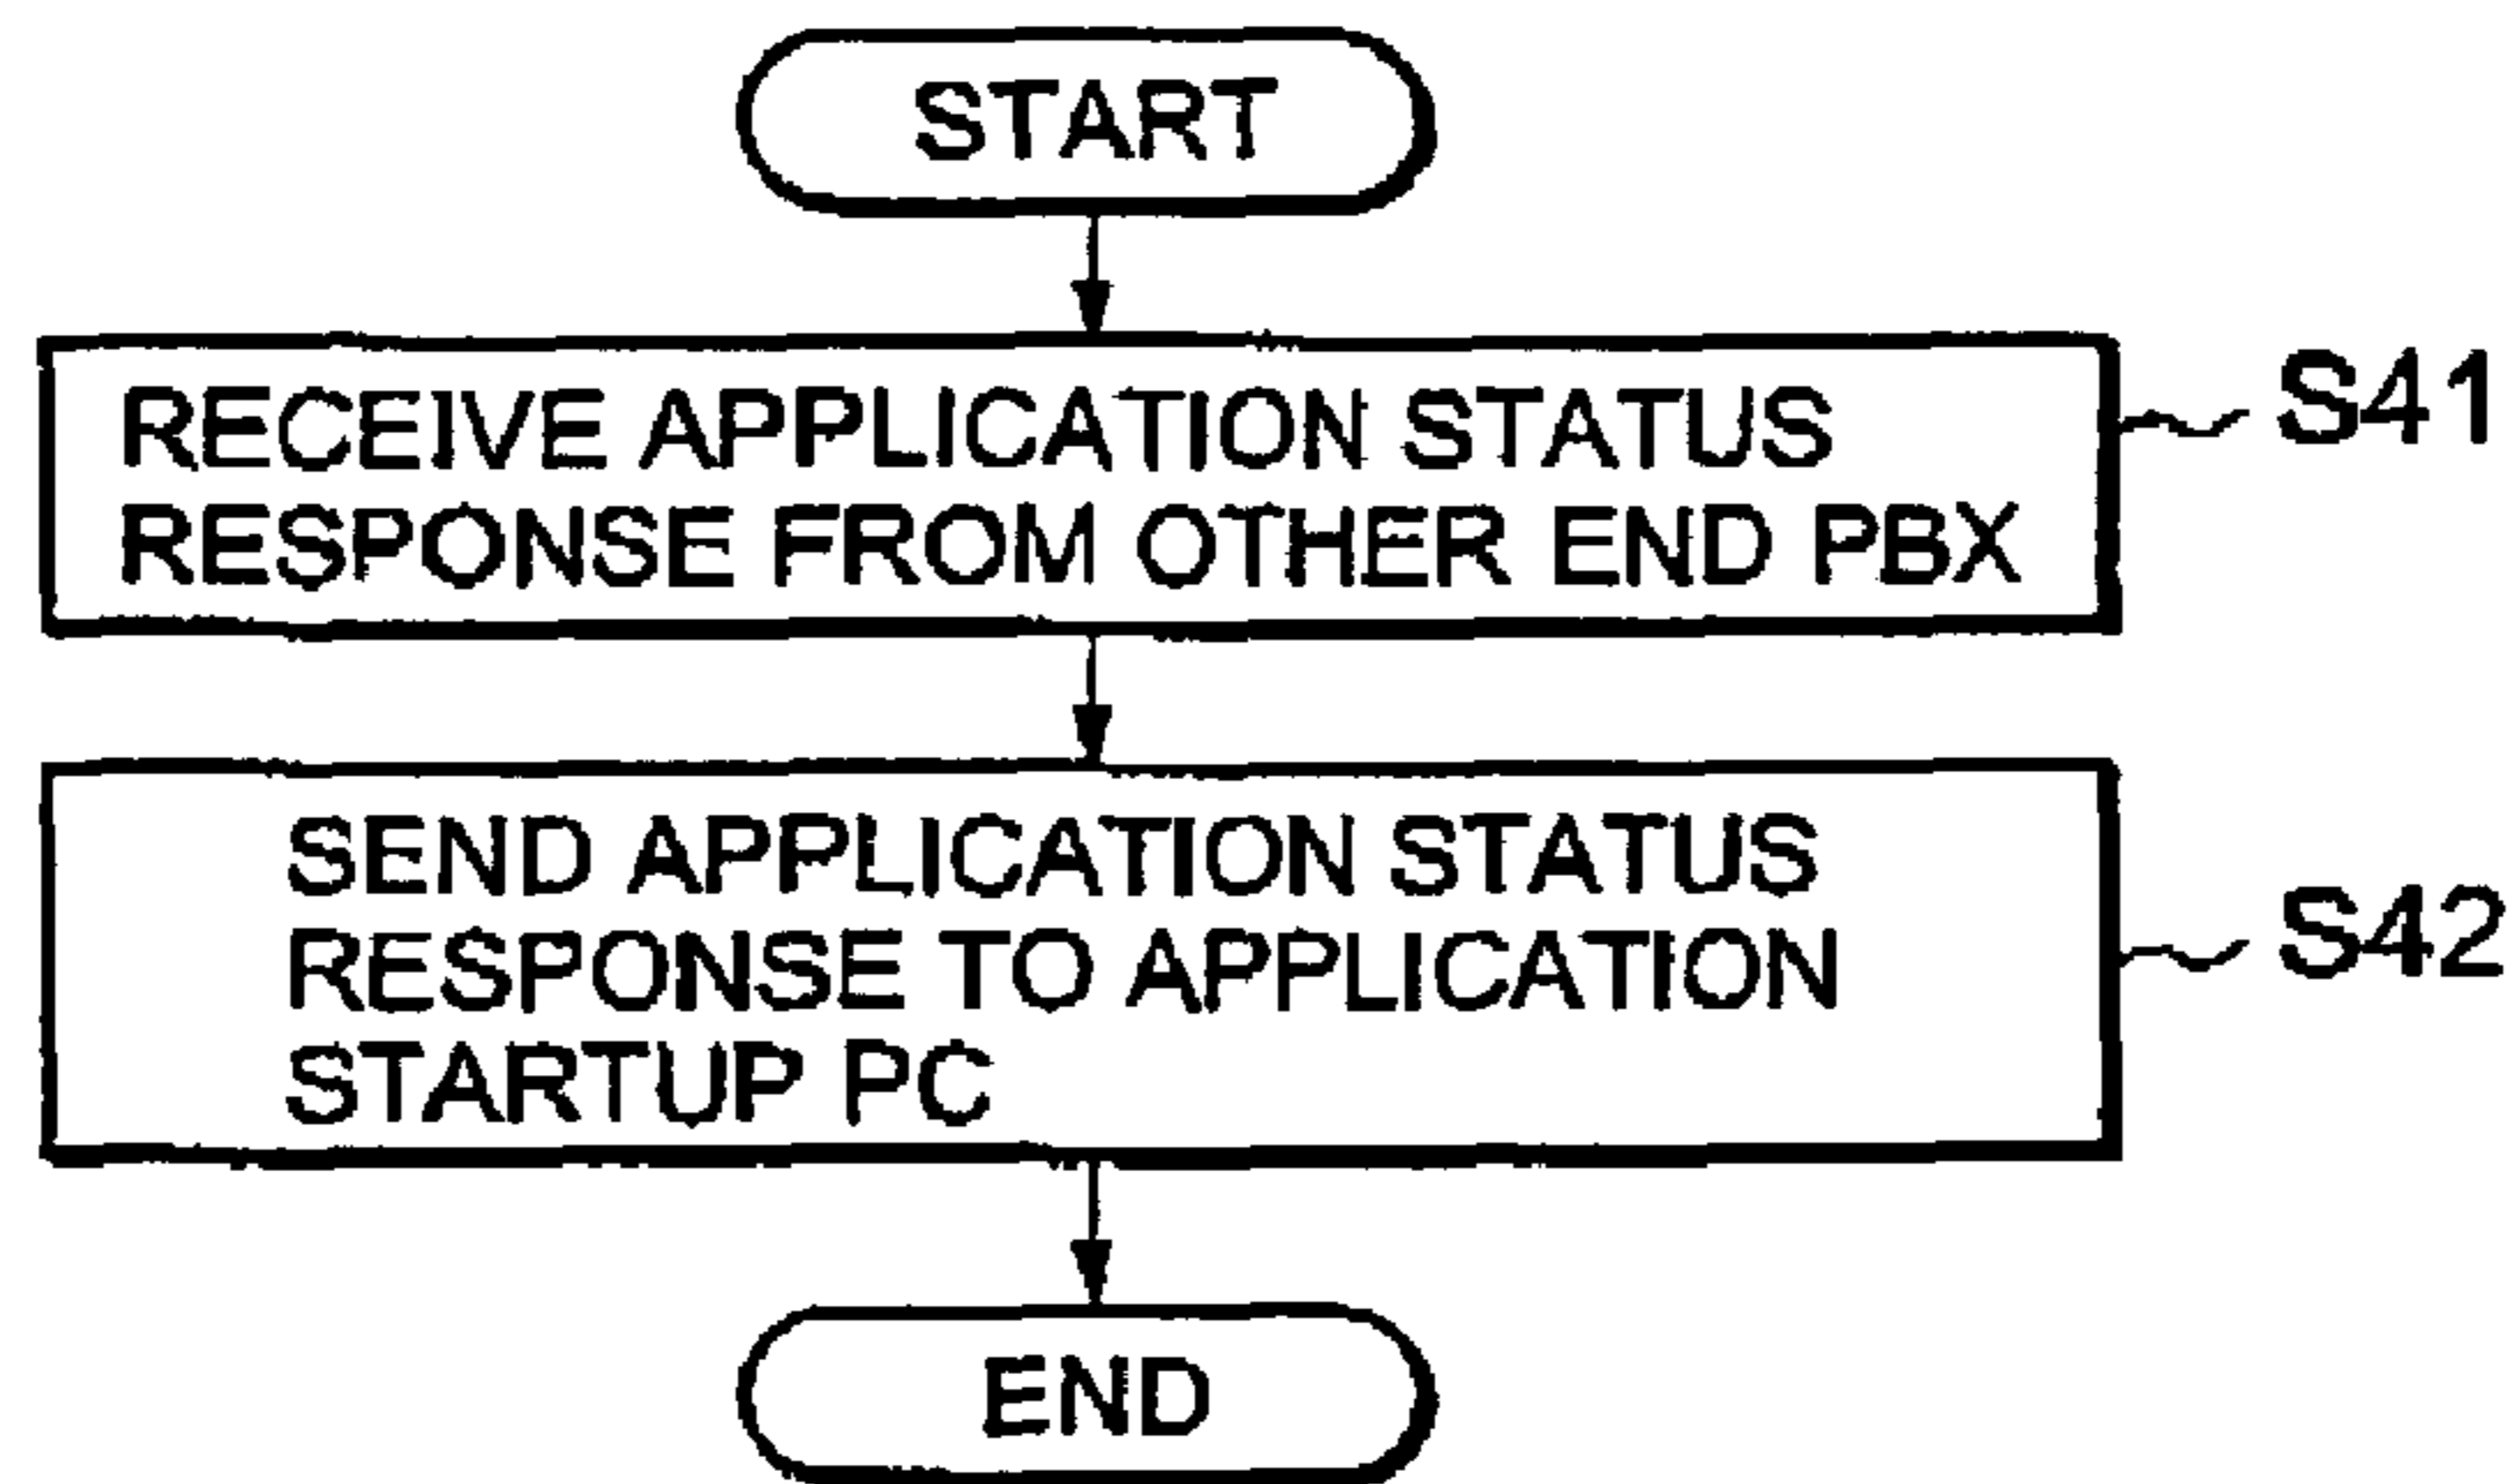 START
RECEIVE APPLICATION STATUS
RESPONSE FROM OTHER END PBX
S41
SEND APPLICATION STATUS
RESPONSE TO APPLICATION
STARTUP PC
S42
END